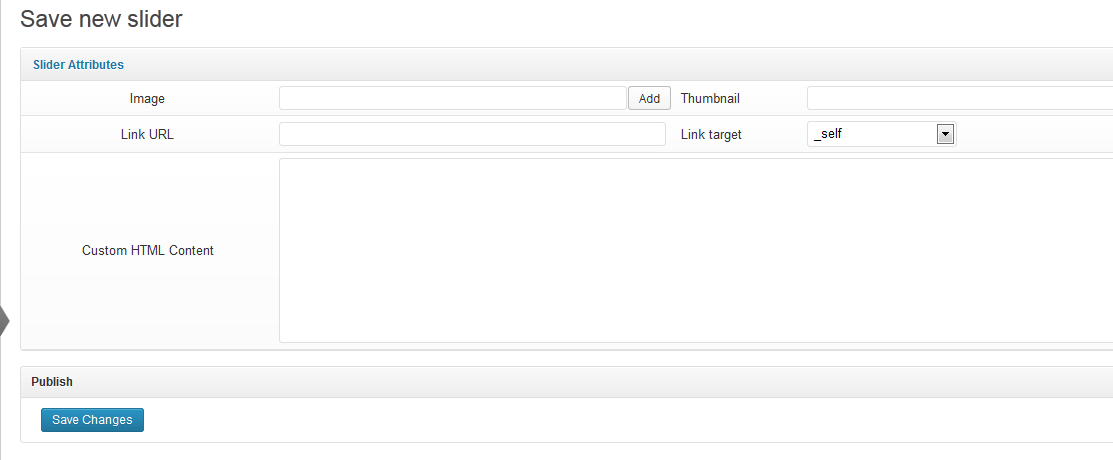 Save new slider
Slider Attributes
Image Add Thumbnail
Link URL Link target _self
Custom HTML Content
Publish
Save Changes